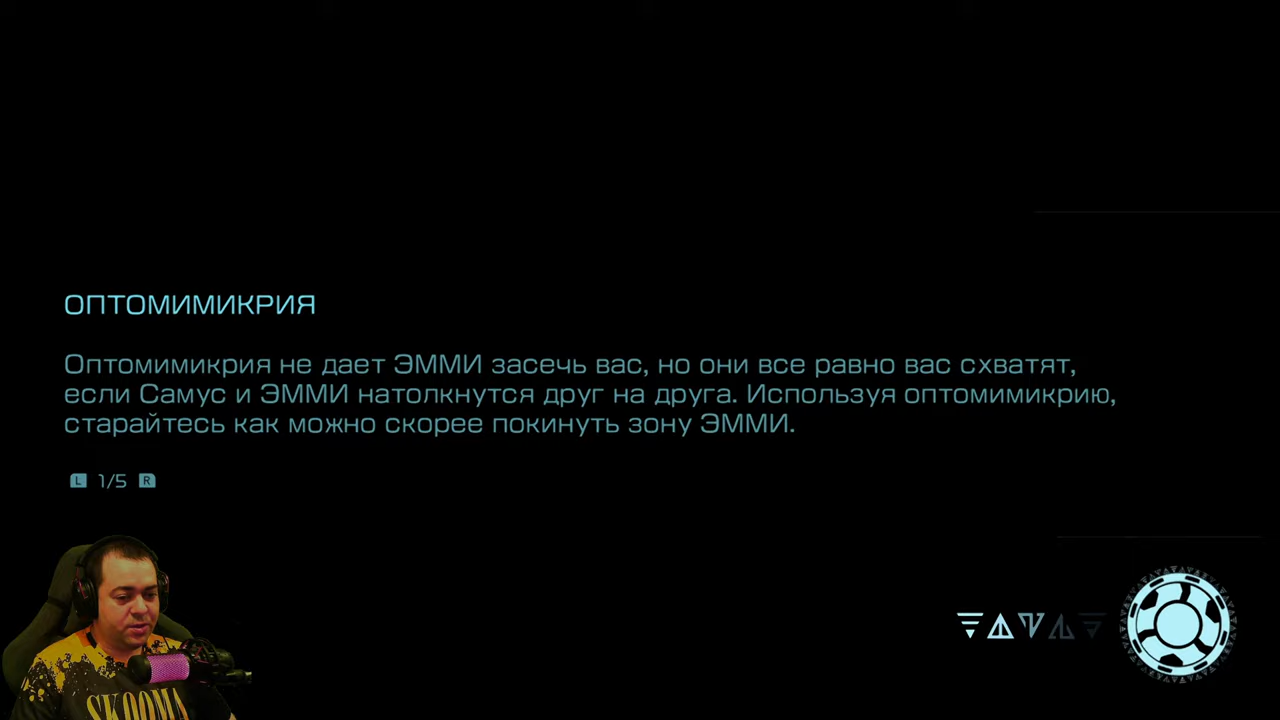 ОПТОМИМИКРИЯ
Оптомимикрия не дает ЭММИ засечь вас, но они все равно вас схватят,
если Самус и ЭММИ натолкнутся друг на друга. Используя оптомимикрию,
старайтесь как можно скорее покинуть зону ЭММИ.
L 1/5 R
SKOOMA